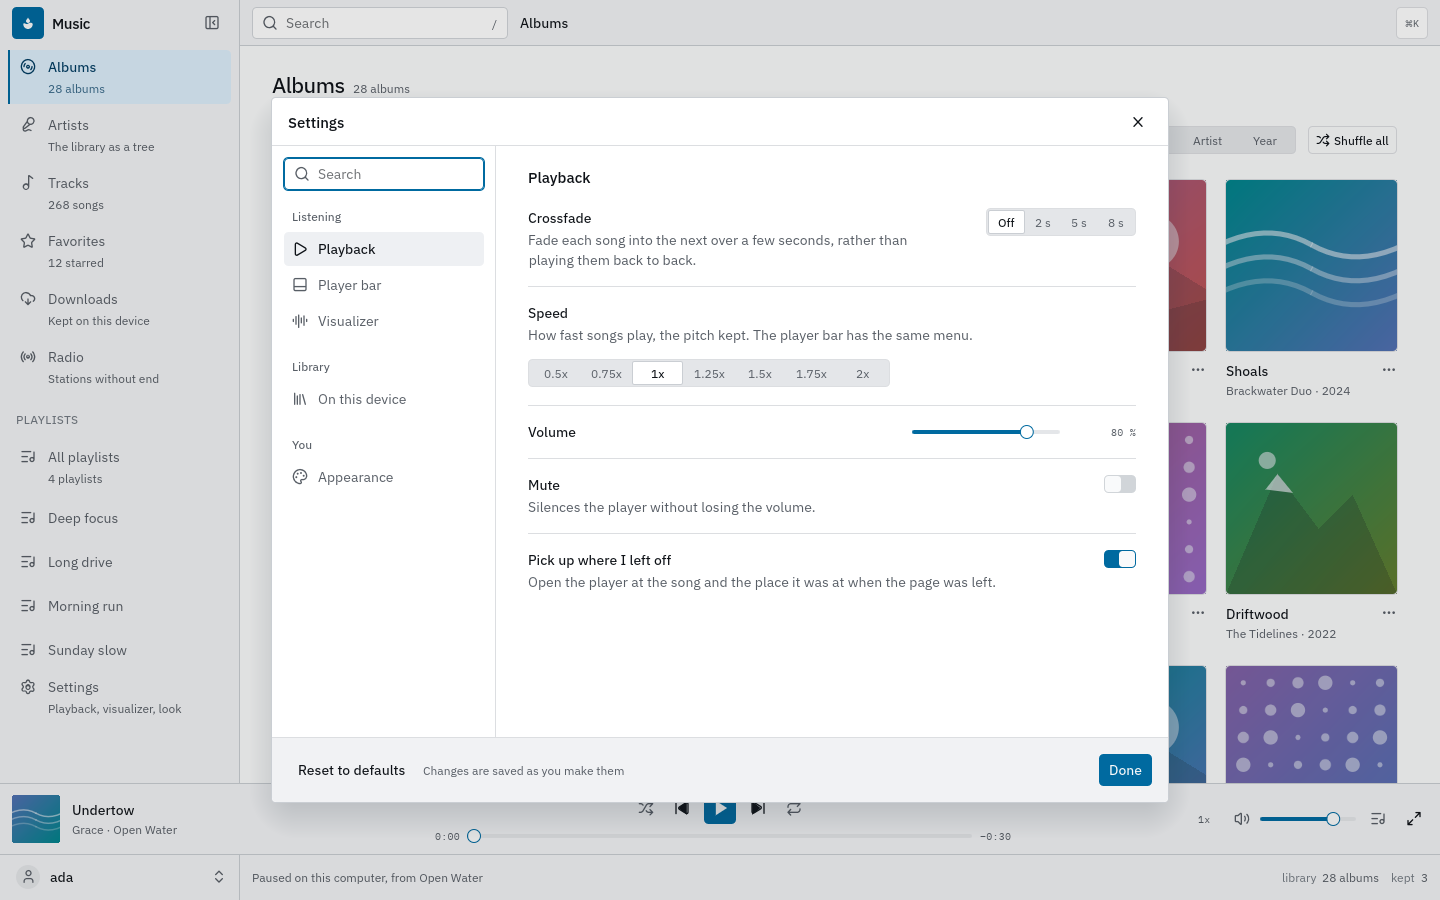 Music
Search /
Albums
⌘K
Albums
28 albums
Artists
The library as a tree
Tracks
268 songs
Favorites
12 starred
Downloads
Kept on this device
Radio
Stations without end
PLAYLISTS
All playlists
4 playlists
Deep focus
Long drive
Morning run
Sunday slow
Settings
Playback, visualizer, look
Albums 28 albums
Artist Year Shuffle all
Shoals
Brackwater Duo · 2024
Driftwood
The Tidelines · 2022
Settings
Search
Listening
Playback
Player bar
Visualizer
Library
On this device
You
Appearance
Playback
Crossfade
Fade each song into the next over a few seconds, rather than
playing them back to back.
Off 2 s 5 s 8 s
Speed
How fast songs play, the pitch kept. The player bar has the same menu.
0.5x 0.75x 1x 1.25x 1.5x 1.75x 2x
Volume
80 %
Mute
Silences the player without losing the volume.
Pick up where I left off
Open the player at the song and the place it was at when the page was left.
Reset to defaults Changes are saved as you make them Done
Undertow
Grace · Open Water
0:00 −0:30
1x
ada
Paused on this computer, from Open Water
library 28 albums kept 3